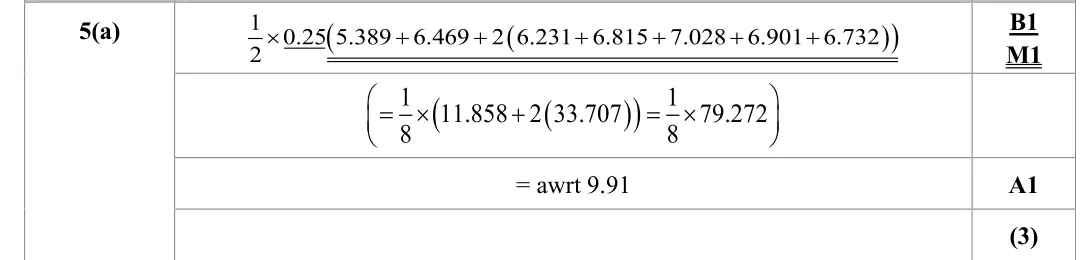 5(a)
1/2 × 0.25(5.389 + 6.469 + 2(6.231 + 6.815 + 7.028 + 6.901 + 6.732))
B1
M1
(= 1/8 × (11.858 + 2(33.707)) = 1/8 × 79.272)
= awrt 9.91
A1
(3)